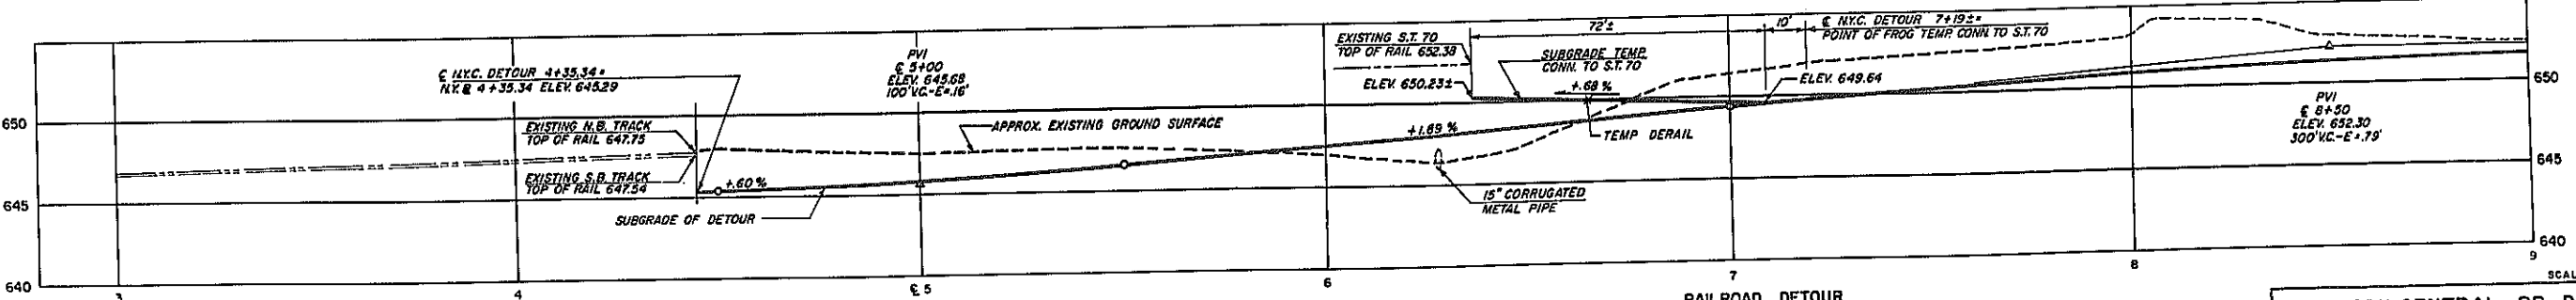 PVI
℄ 5+00
ELEV. 645.68
100' V.C.-E=.16'
℄ N.Y.C. DETOUR 4+35.34=
N.Y. ℄ 4+35.34 ELEV. 645.29
EXISTING N.B. TRACK
TOP OF RAIL 647.75
EXISTING S.B. TRACK
TOP OF RAIL 647.54
+.60 %
SUBGRADE OF DETOUR
APPROX. EXISTING GROUND SURFACE
EXISTING S.T. 70
TOP OF RAIL 652.38
ELEV. 650.23±
72'±
10'
℄ N.Y.C. DETOUR 7+19±=
POINT OF FROG TEMP. CONN. TO S.T. 70
SUBGRADE TEMP.
CONN. TO S.T. 70
+.68 %
ELEV. 649.64
+1.89 %
TEMP DERAIL
15" CORRUGATED
METAL PIPE
PVI
℄ 8+50
ELEV. 652.30
300' V.C.-E=.79'
650
645
640
650
645
640
3
4
℄ 5
6
7
8
9
RAILROAD DETOUR